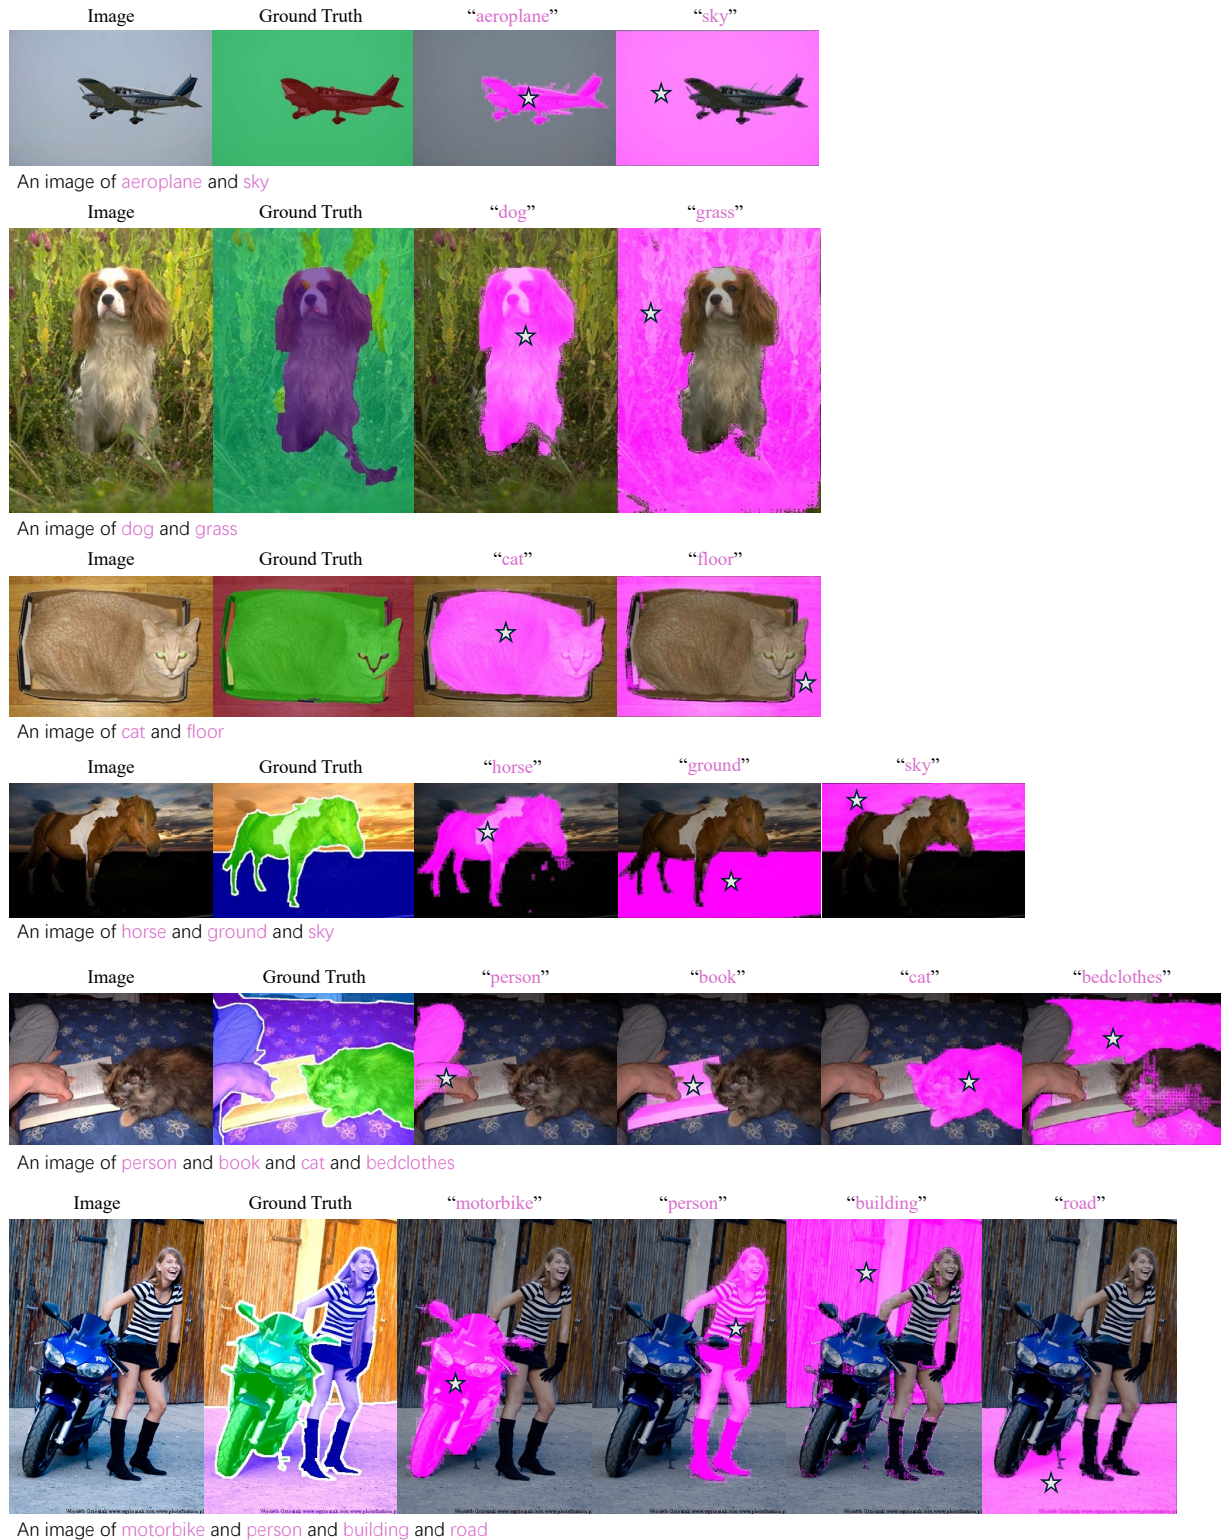 Image Ground Truth “aeroplane” “sky”
An image of aeroplane and sky
Image Ground Truth “dog” “grass”
An image of dog and grass
Image Ground Truth “cat” “floor”
An image of cat and floor
Image Ground Truth “horse” “ground” “sky”
An image of horse and ground and sky
Image Ground Truth “person” “book” “cat” “bedclothes”
An image of person and book and cat and bedclothes
Image Ground Truth “motorbike” “person” “building” “road”
An image of motorbike and person and building and road